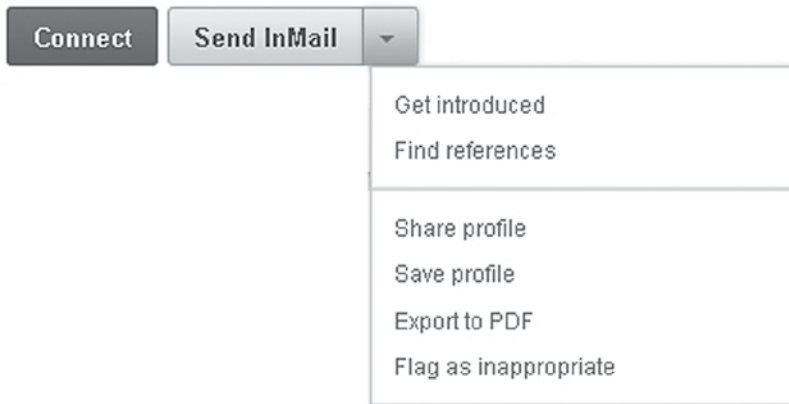 Connect Send InMail
Get introduced
Find references
Share profile
Save profile
Export to PDF
Flag as inappropriate